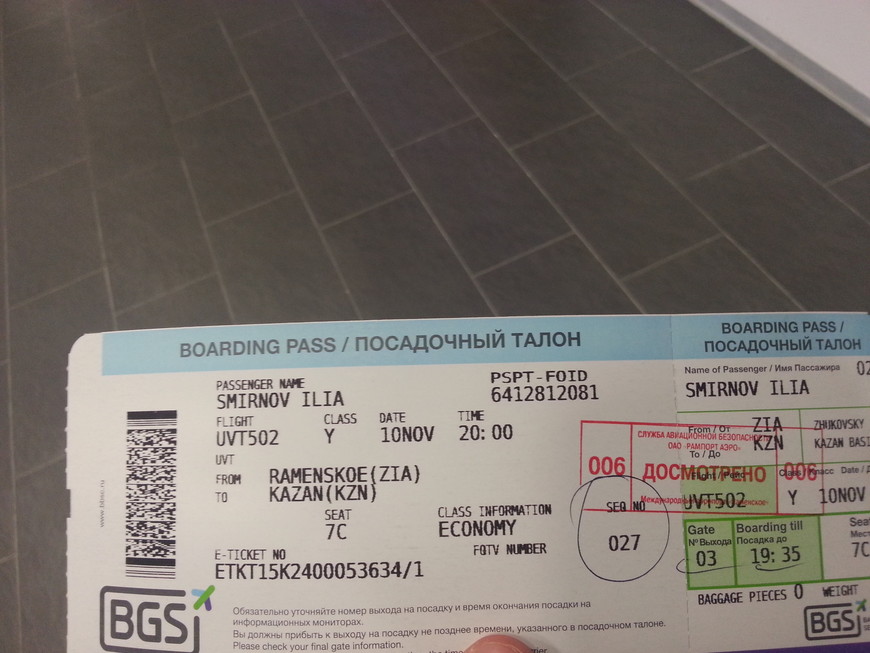 BOARDING PASS / ПОСАДОЧНЫЙ ТАЛОН
PASSENGER NAME
SMIRNOV ILIA
PSPT-FOID
6412812081
FLIGHT CLASS DATE TIME
UVT502 Y 10NOV 20:00
UVT
FROM RAMENSKOE(ZIA)
TO KAZAN(KZN)
SEAT CLASS INFORMATION SEQ NO
7C ECONOMY 027
FQTV NUMBER
E-TICKET NO
ETKT15K2400053634/1
BGS
Обязательно уточняйте номер выхода на посадку и время окончания посадки на
информационных мониторах.
Вы должны прибыть к выходу на посадку не позднее времени, указанного в посадочном талоне.
Please check your final gate information.
006
СЛУЖБА АВИАЦИОННОЙ БЕЗОПАСНОСТИ
ОАО «РАМПОРТ АЭРО»
ДОСМОТРЕНО
006
BOARDING PASS /
ПОСАДОЧНЫЙ ТАЛОН
Name of Passenger / Имя Пассажира
SMIRNOV ILIA
From / От ZIA ZHUKOVSKY
To / До KZN KAZAN
Flight / Рейс Date /
UVT502 Y 10NOV
Gate Boarding till
№ Выхода Посадка до
03 19:35 7C
BAGGAGE PIECES 0 WEIGHT
BGS